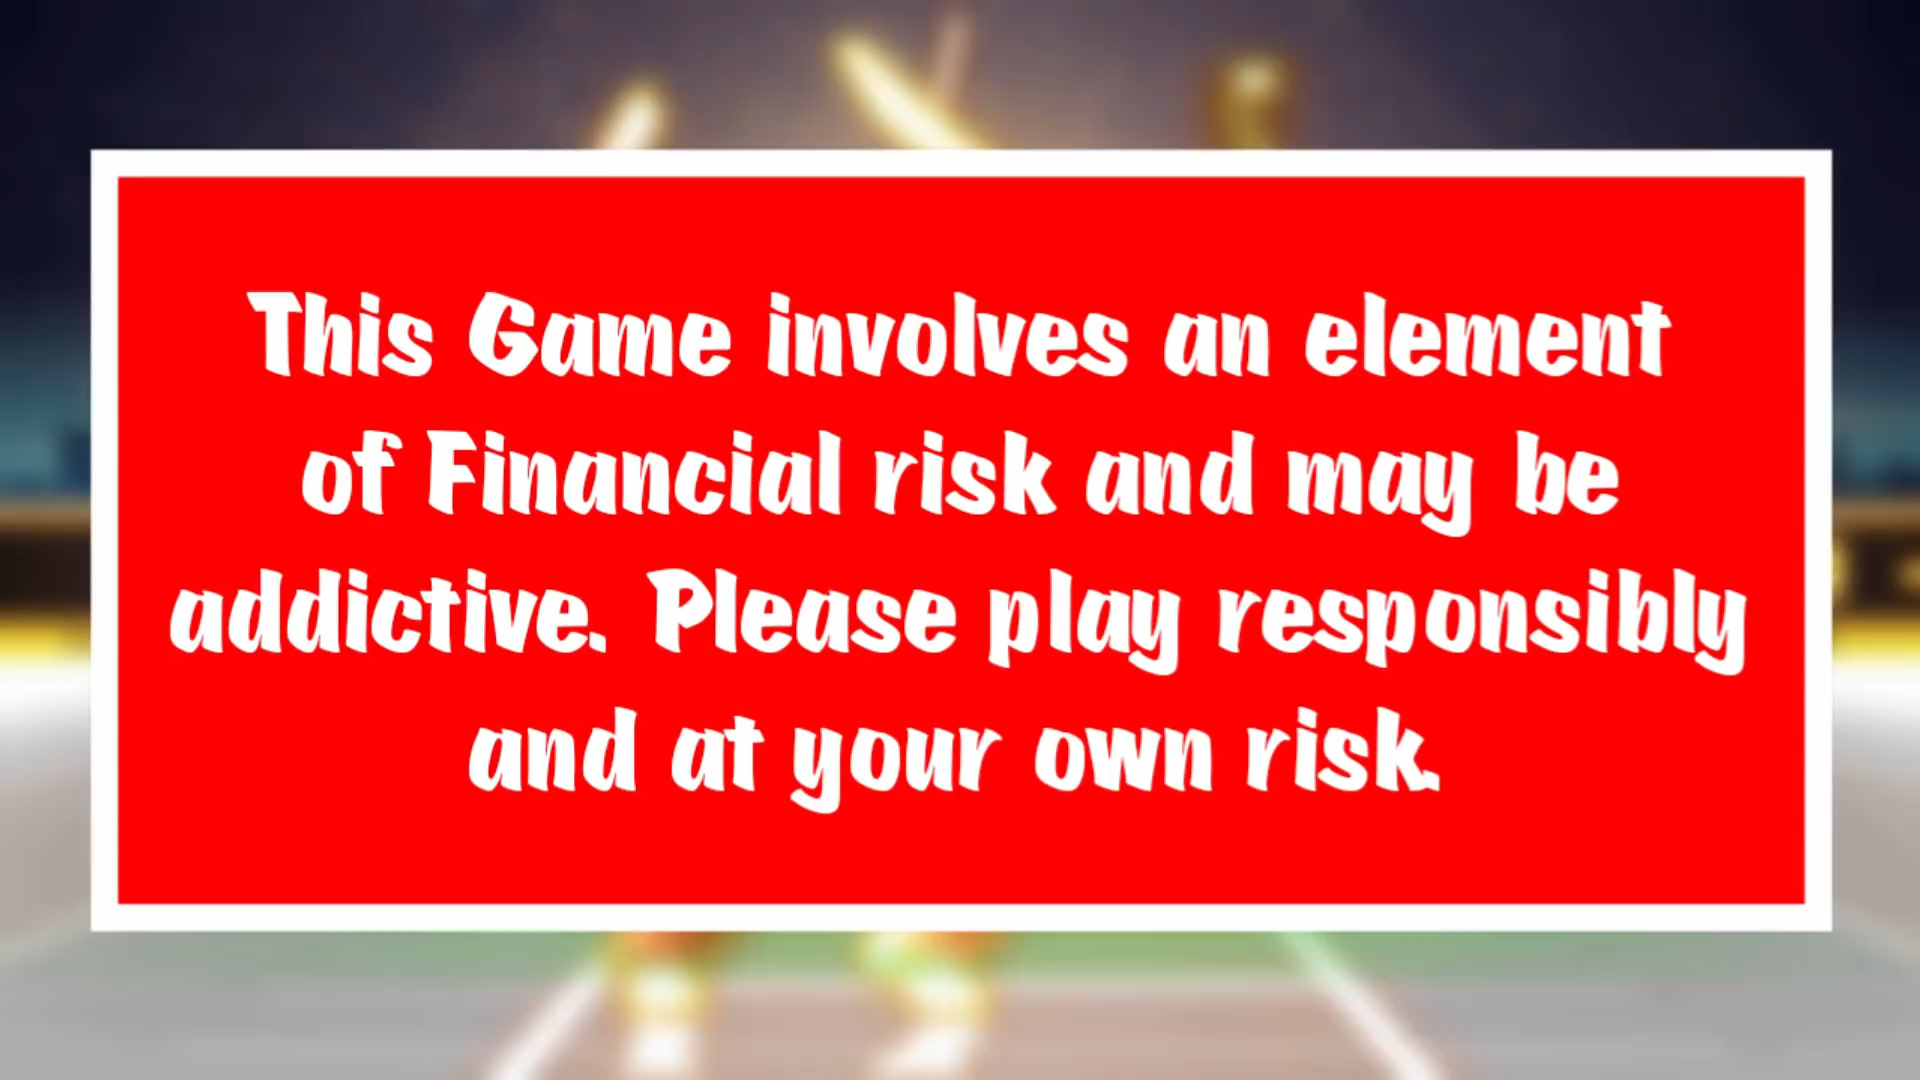 This Game involves an element
of Financial risk and may be
addictive. Please play responsibly
and at your own risk.